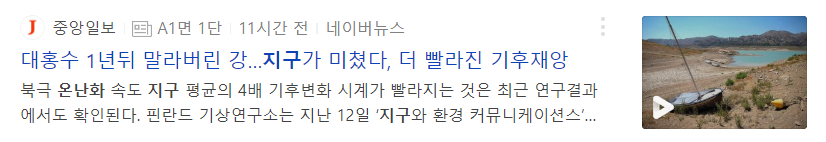 J 중앙일보 A1면 1단 11시간 전 네이버뉴스
대홍수 1년뒤 말라버린 강...지구가 미쳤다, 더 빨라진 기후재앙
북극 온난화 속도 지구 평균의 4배 기후변화 시계가 빨라지는 것은 최근 연구결과
에서도 확인된다. 핀란드 기상연구소는 지난 12일 '지구와 환경 커뮤니케이션스'...